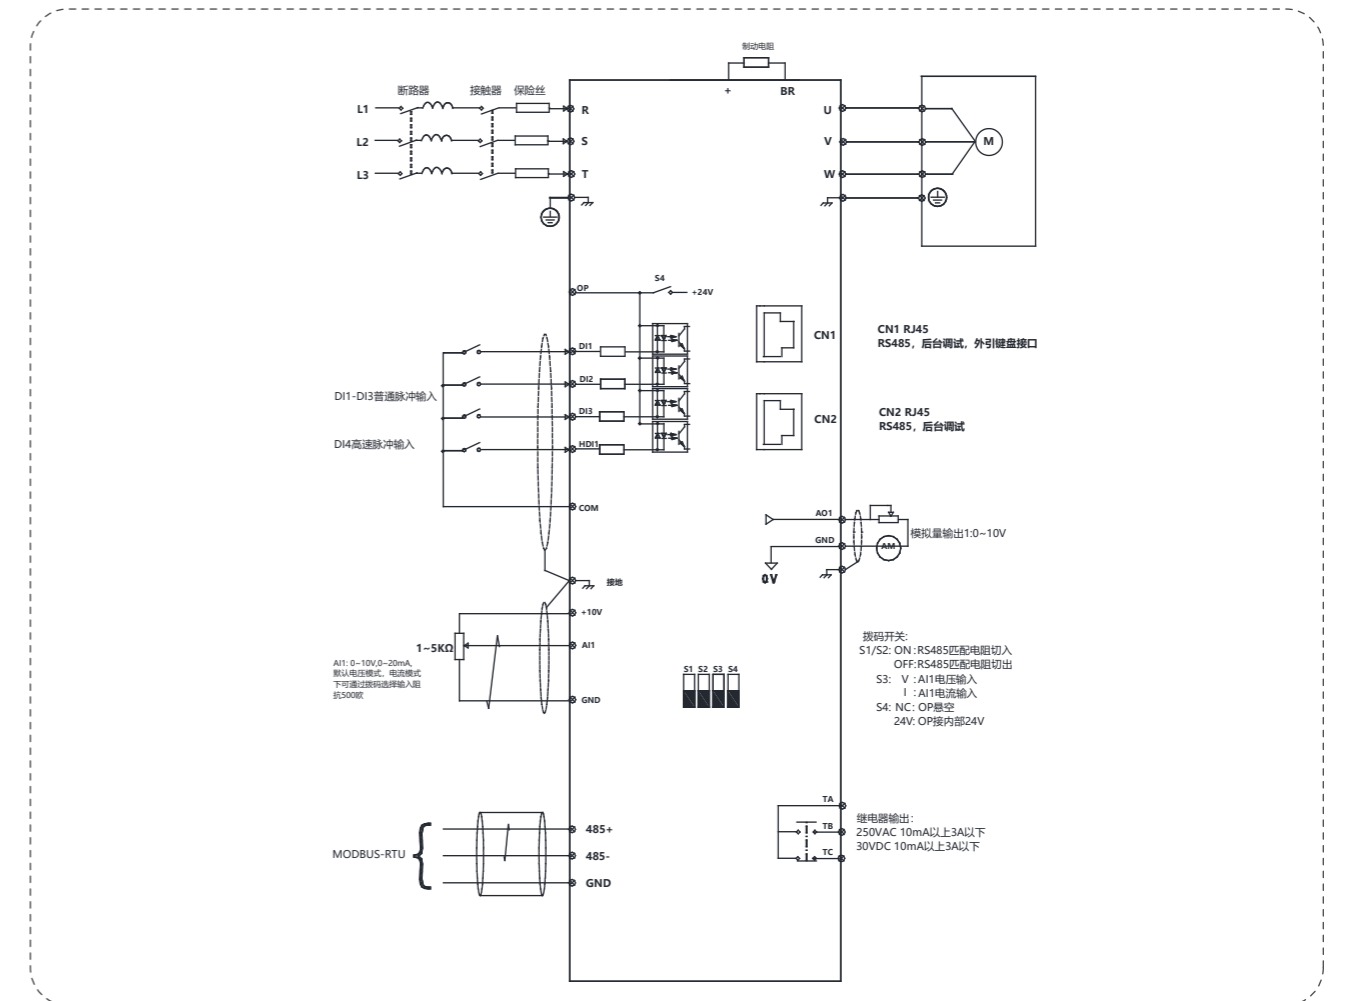 制动电阻
+ BR
断路器 接触器 保险丝
L1 R
L2 S
L3 T
U
V
W
M
OP
S4
+24V
DI1
DI2
DI3
HDI1
COM
DI1-DI3普通脉冲输入
DI4高速脉冲输入
CN1
CN1 RJ45
RS485，后台调试，外引键盘接口
CN2
CN2 RJ45
RS485，后台调试
AO1
GND
0V
AM
模拟量输出1:0~10V
接地
+10V
AI1
GND
1~5KΩ
AI1: 0~10V,0~20mA,
默认电压模式、电流模式
下可通过拨码选择输入阻
抗500欧
S1 S2 S3 S4
拨码开关:
S1/S2: ON :RS485匹配电阻切入
OFF:RS485匹配电阻切出
S3: V : AI1电压输入
I : AI1电流输入
S4: NC: OP悬空
24V: OP接内部24V
MODBUS-RTU
485+
485-
GND
TA
TB
TC
继电器输出:
250VAC 10mA以上3A以下
30VDC 10mA以上3A以下